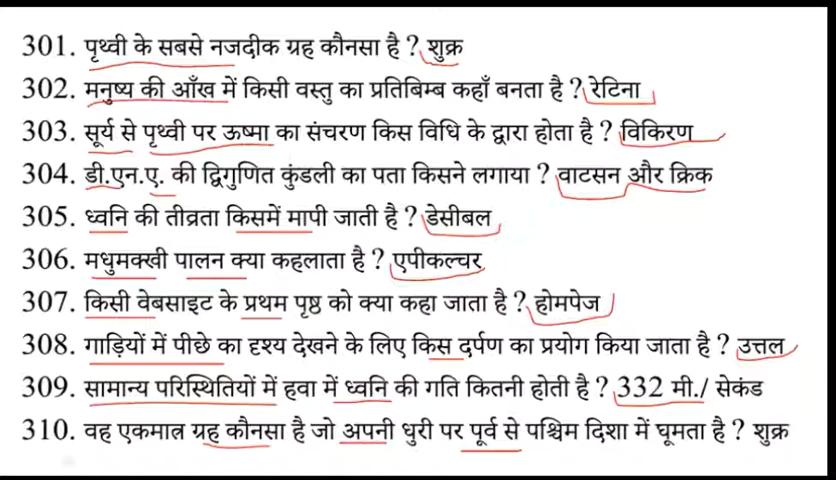 301. पृथ्वी के सबसे नजदीक ग्रह कौनसा है ? शुक्र
302. मनुष्य की आँख में किसी वस्तु का प्रतिबिम्ब कहाँ बनता है ? रेटिना
303. सूर्य से पृथ्वी पर ऊष्मा का संचरण किस विधि के द्वारा होता है ? विकिरण
304. डी.एन.ए. की द्विगुणित कुंडली का पता किसने लगाया ? वाटसन और क्रिक
305. ध्वनि की तीव्रता किसमें मापी जाती है ? डेसीबल
306. मधुमक्खी पालन क्या कहलाता है ? एपीकल्चर
307. किसी वेबसाइट के प्रथम पृष्ठ को क्या कहा जाता है ? होमपेज
308. गाड़ियों में पीछे का दृश्य देखने के लिए किस दर्पण का प्रयोग किया जाता है ? उत्तल
309. सामान्य परिस्थितियों में हवा में ध्वनि की गति कितनी होती है ? 332 मी./ सेकंड
310. वह एकमात्र ग्रह कौनसा है जो अपनी धुरी पर पूर्व से पश्चिम दिशा में घूमता है ? शुक्र